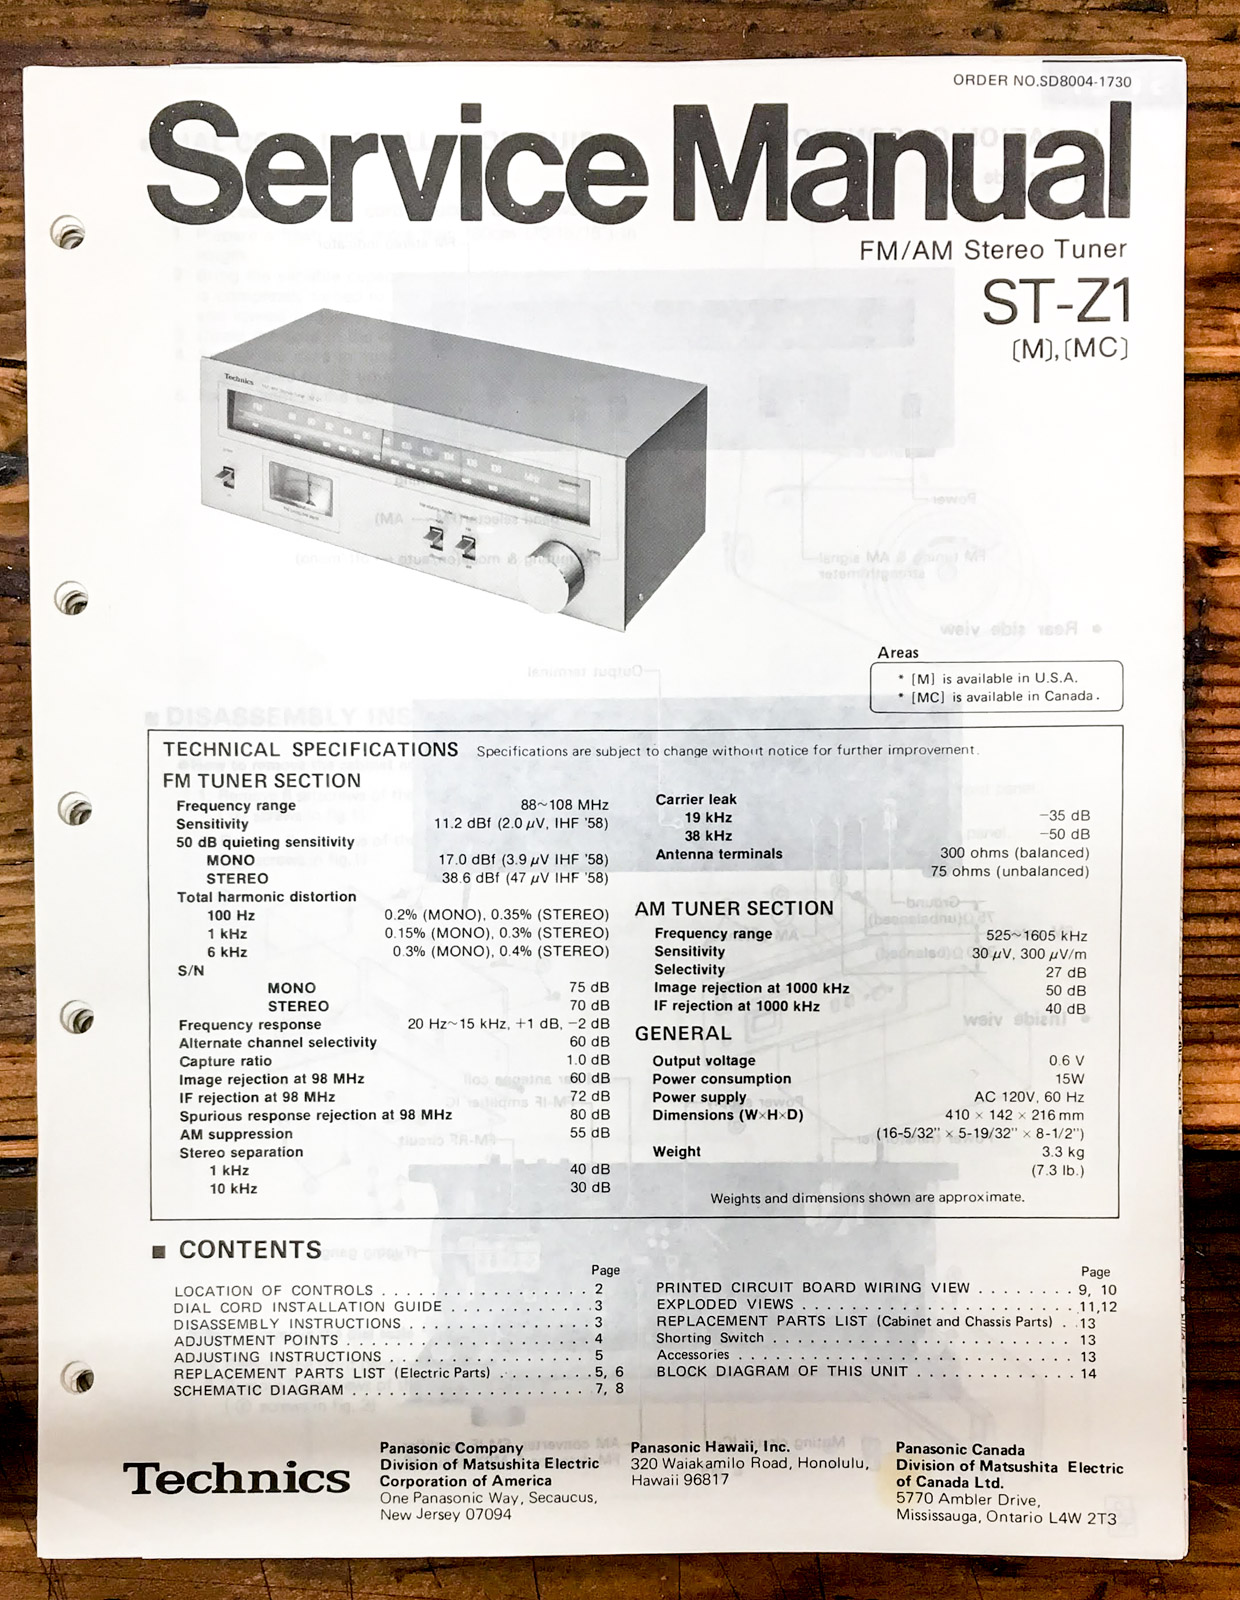 ORDER NO.SD8004-1730
Service Manual
FM/AM Stereo Tuner
ST-Z1
[M], [MC]
Technics
Areas
* [M] is available in U.S.A.
* [MC] is available in Canada.
TECHNICAL SPECIFICATIONS Specifications are subject to change without notice for further improvement.
FM TUNER SECTION
Frequency range 88~108 MHz
Sensitivity 11.2 dBf (2.0 μV, IHF '58)
50 dB quieting sensitivity
MONO 17.0 dBf (3.9 μV IHF '58)
STEREO 38.6 dBf (47 μV IHF '58)
Total harmonic distortion
100 Hz 0.2% (MONO), 0.35% (STEREO)
1 kHz 0.15% (MONO), 0.3% (STEREO)
6 kHz 0.3% (MONO), 0.4% (STEREO)
S/N
MONO 75 dB
STEREO 70 dB
Frequency response 20 Hz~15 kHz, +1 dB, −2 dB
Alternate channel selectivity 60 dB
Capture ratio 1.0 dB
Image rejection at 98 MHz 60 dB
IF rejection at 98 MHz 72 dB
Spurious response rejection at 98 MHz 80 dB
AM suppression 55 dB
Stereo separation
1 kHz 40 dB
10 kHz 30 dB
Carrier leak
19 kHz −35 dB
38 kHz −50 dB
Antenna terminals 300 ohms (balanced)
75 ohms (unbalanced)
AM TUNER SECTION
Frequency range 525~1605 kHz
Sensitivity 30 μV, 300 μV/m
Selectivity 27 dB
Image rejection at 1000 kHz 50 dB
IF rejection at 1000 kHz 40 dB
GENERAL
Output voltage 0.6 V
Power consumption 15W
Power supply AC 120V, 60 Hz
Dimensions (W×H×D) 410 × 142 × 216 mm
(16-5/32" × 5-19/32" × 8-1/2")
Weight 3.3 kg
(7.3 lb.)
Weights and dimensions shown are approximate.
■ CONTENTS
Page
LOCATION OF CONTROLS . . . . . . . . . . . . . . . . . . 2
DIAL CORD INSTALLATION GUIDE . . . . . . . . . . . . 3
DISASSEMBLY INSTRUCTIONS . . . . . . . . . . . . . . . . 3
ADJUSTMENT POINTS . . . . . . . . . . . . . . . . . . . . . 4
ADJUSTING INSTRUCTIONS . . . . . . . . . . . . . . . . . 5
REPLACEMENT PARTS LIST (Electric Parts) . . . . . . . . 5, 6
SCHEMATIC DIAGRAM . . . . . . . . . . . . . . . . . . . . 7, 8
Page
PRINTED CIRCUIT BOARD WIRING VIEW . . . . . . . . 9, 10
EXPLODED VIEWS . . . . . . . . . . . . . . . . . . . . . . . 11,12
REPLACEMENT PARTS LIST (Cabinet and Chassis Parts) . . 13
Shorting Switch . . . . . . . . . . . . . . . . . . . . . . . . . 13
Accessories . . . . . . . . . . . . . . . . . . . . . . . . . . . . 13
BLOCK DIAGRAM OF THIS UNIT . . . . . . . . . . . . . 14
Technics
Panasonic Company
Division of Matsushita Electric
Corporation of America
One Panasonic Way, Secaucus,
New Jersey 07094
Panasonic Hawaii, Inc.
320 Waiakamilo Road, Honolulu,
Hawaii 96817
Panasonic Canada
Division of Matsushita Electric
of Canada Ltd.
5770 Ambler Drive,
Mississauga, Ontario L4W 2T3